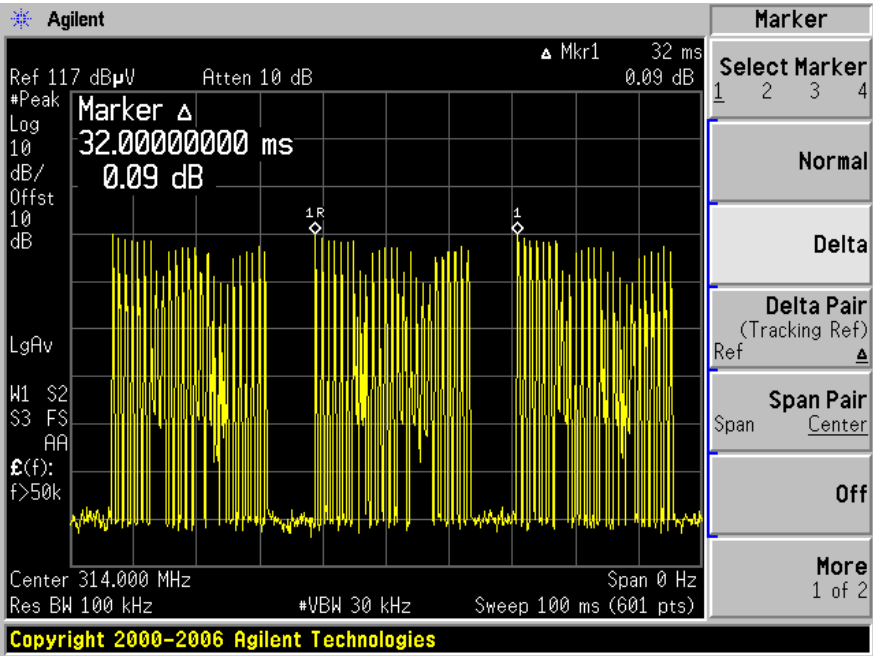 Agilent
Marker
Δ Mkr1 32 ms
Ref 117 dBµV Atten 10 dB 0.09 dB
#Peak
Log
10
dB/
Offst
10
dB
LgAv
W1 S2
S3 FS
AA
£(f):
f>50k
Marker Δ
32.00000000 ms
0.09 dB
1R
1
Center 314.000 MHz Span 0 Hz
Res BW 100 kHz #VBW 30 kHz Sweep 100 ms (601 pts)
Copyright 2000-2006 Agilent Technologies
Select Marker
1 2 3 4
Normal
Delta
Delta Pair
(Tracking Ref)
Ref Δ
Span Pair
Span Center
Off
More
1 of 2